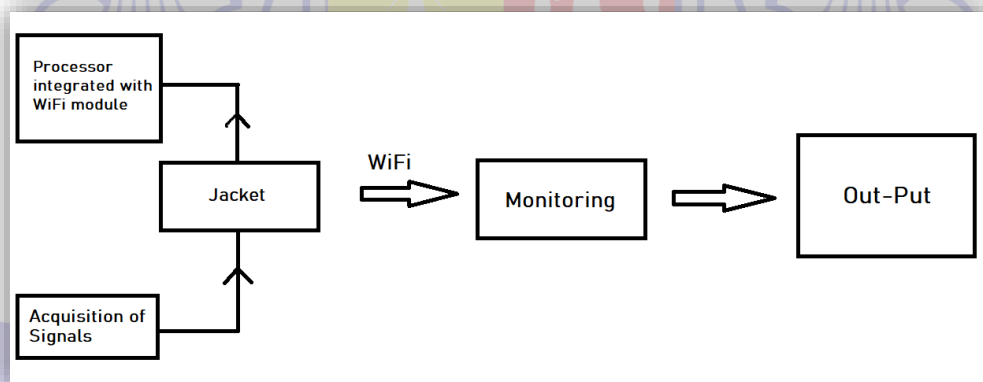 Processor
integrated with
WiFi module
Jacket
WiFi
Monitoring
Out-Put
Acquisition of
Signals